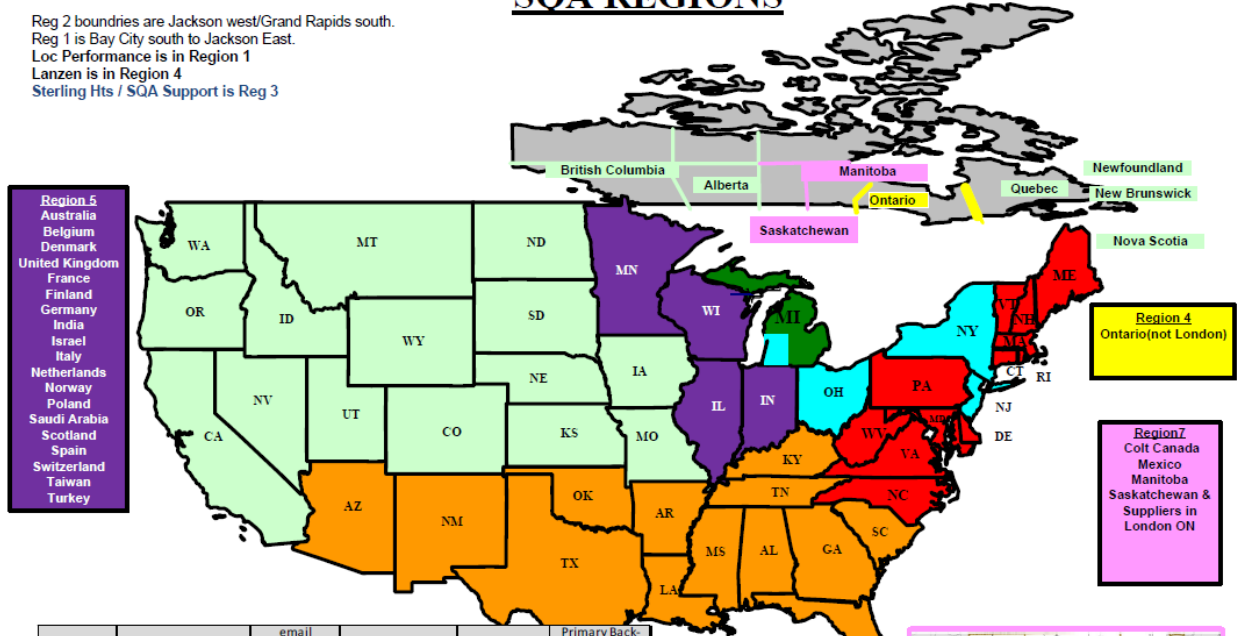 SQA REGIONS
Reg 2 boundries are Jackson west/Grand Rapids south.
Reg 1 is Bay City south to Jackson East.
Loc Performance is in Region 1
Lanzen is in Region 4
Sterling Hts / SQA Support is Reg 3
British Columbia
Alberta
Manitoba
Saskatchewan
Ontario
Quebec
Newfoundland
New Brunswick
Nova Scotia
Region 5
Australia
Belgium
Denmark
United Kingdom
France
Finland
Germany
India
Israel
Italy
Netherlands
Norway
Poland
Saudi Arabia
Scotland
Spain
Switzerland
Taiwan
Turkey
WA
MT
ND
MN
OR
ID
WY
SD
WI
MI
NY
VT
NH
ME
MA
CT
RI
NV
UT
CO
NE
IA
KS
MO
IL
IN
OH
PA
NJ
DE
CA
WV
VA
KY
NC
AZ
NM
OK
AR
TN
SC
TX
LA
MS
AL
GA
Region 4
Ontario(not London)
Region7
Colt Canada
Mexico
Manitoba
Saskatchewan &
Suppliers in
London ON
email
Primary Back-